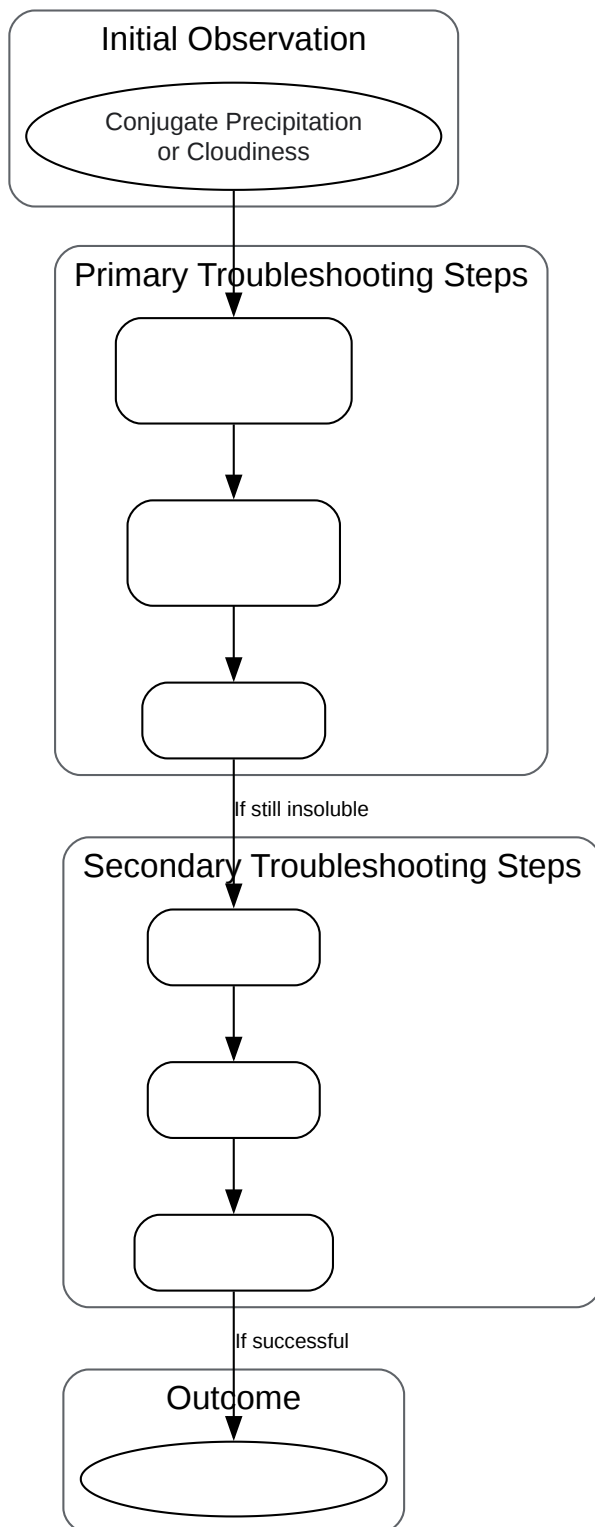 Initial Observation
Conjugate Precipitation
or Cloudiness
Primary Troubleshooting Steps
If still insoluble
Secondary Troubleshooting Steps
If successful
Outcome